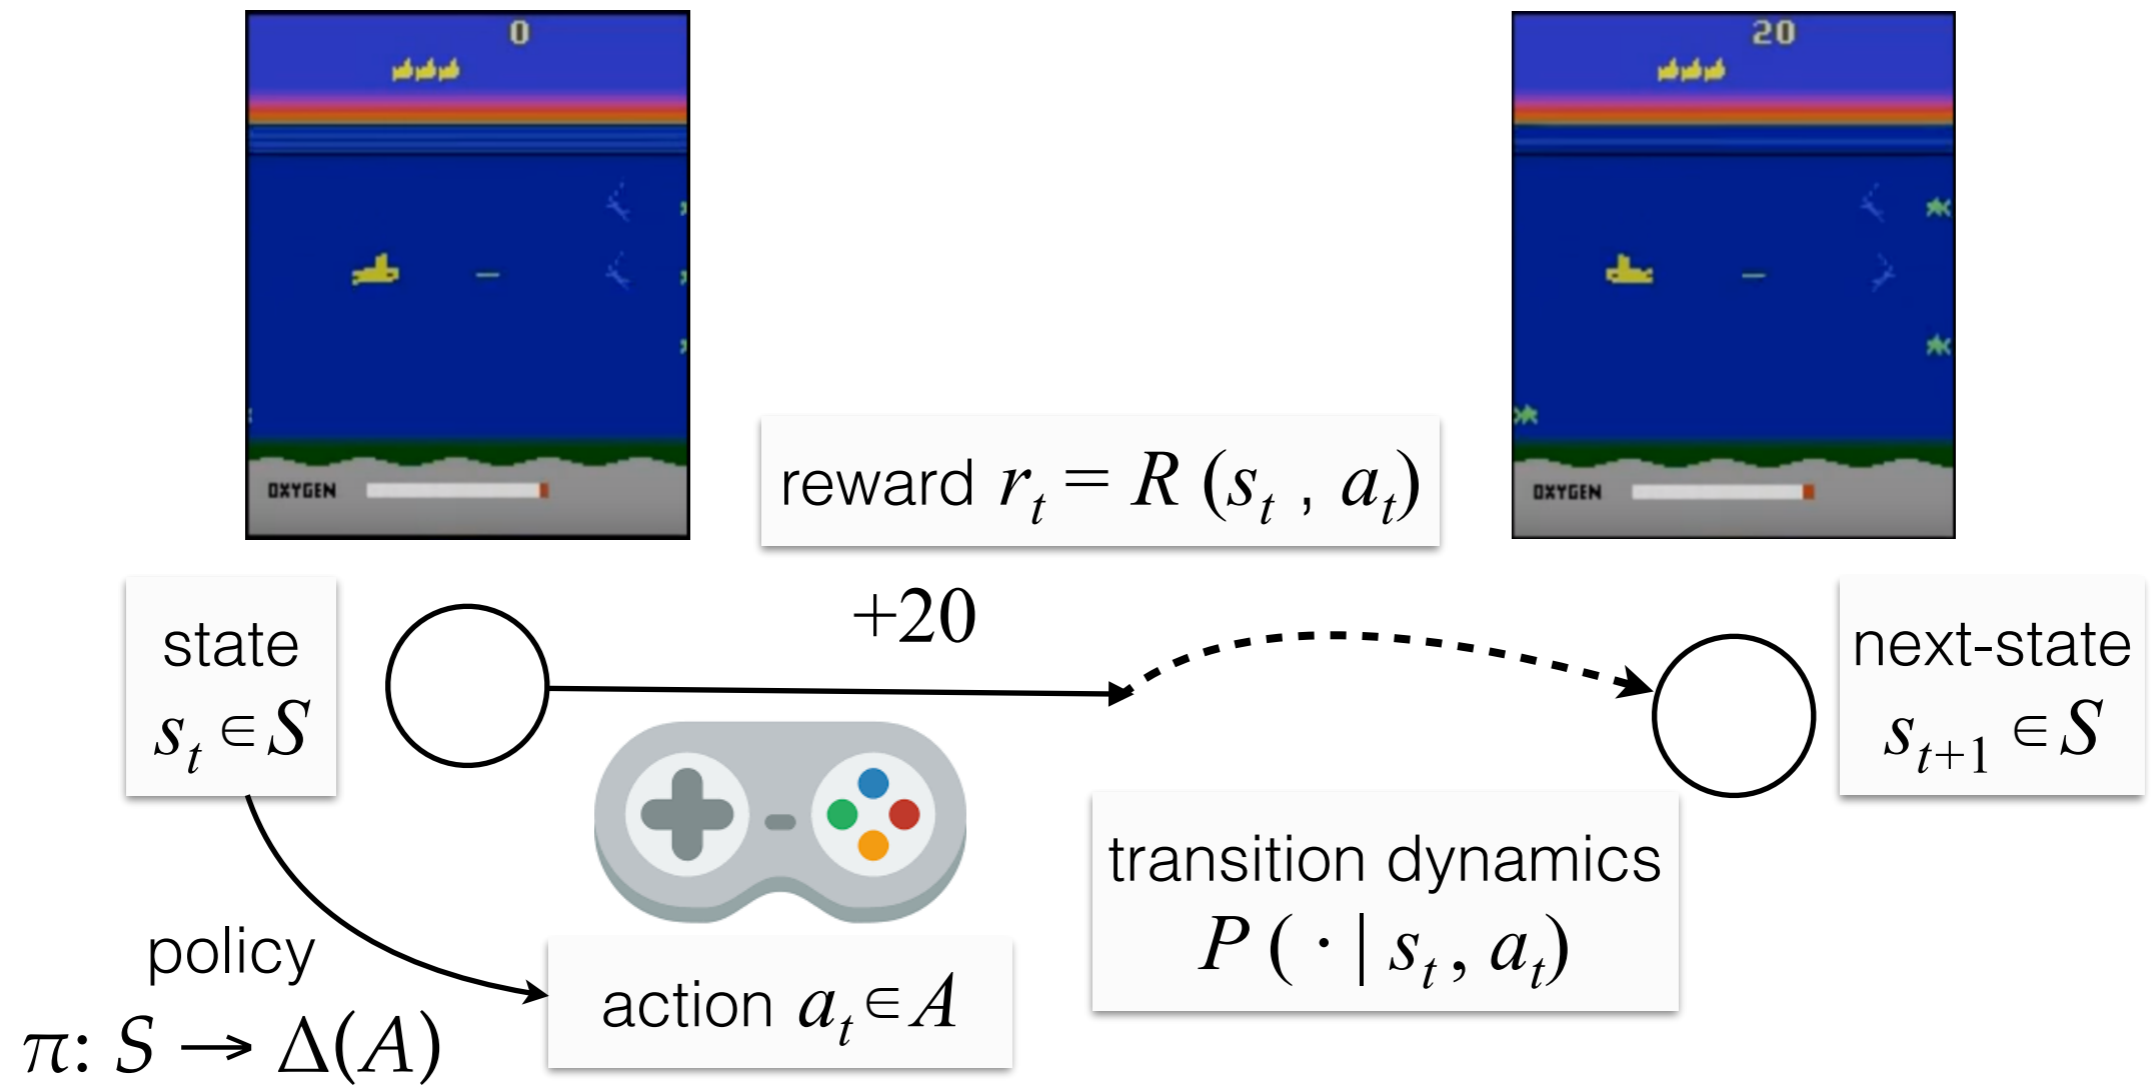 0
20
OXYGEN
OXYGEN
reward r_t = R (s_t , a_t)
+20
state
s_t ∈ S
next-state
s_{t+1} ∈ S
policy
π: S → Δ(A)
action a_t ∈ A
transition dynamics
P ( · | s_t , a_t)